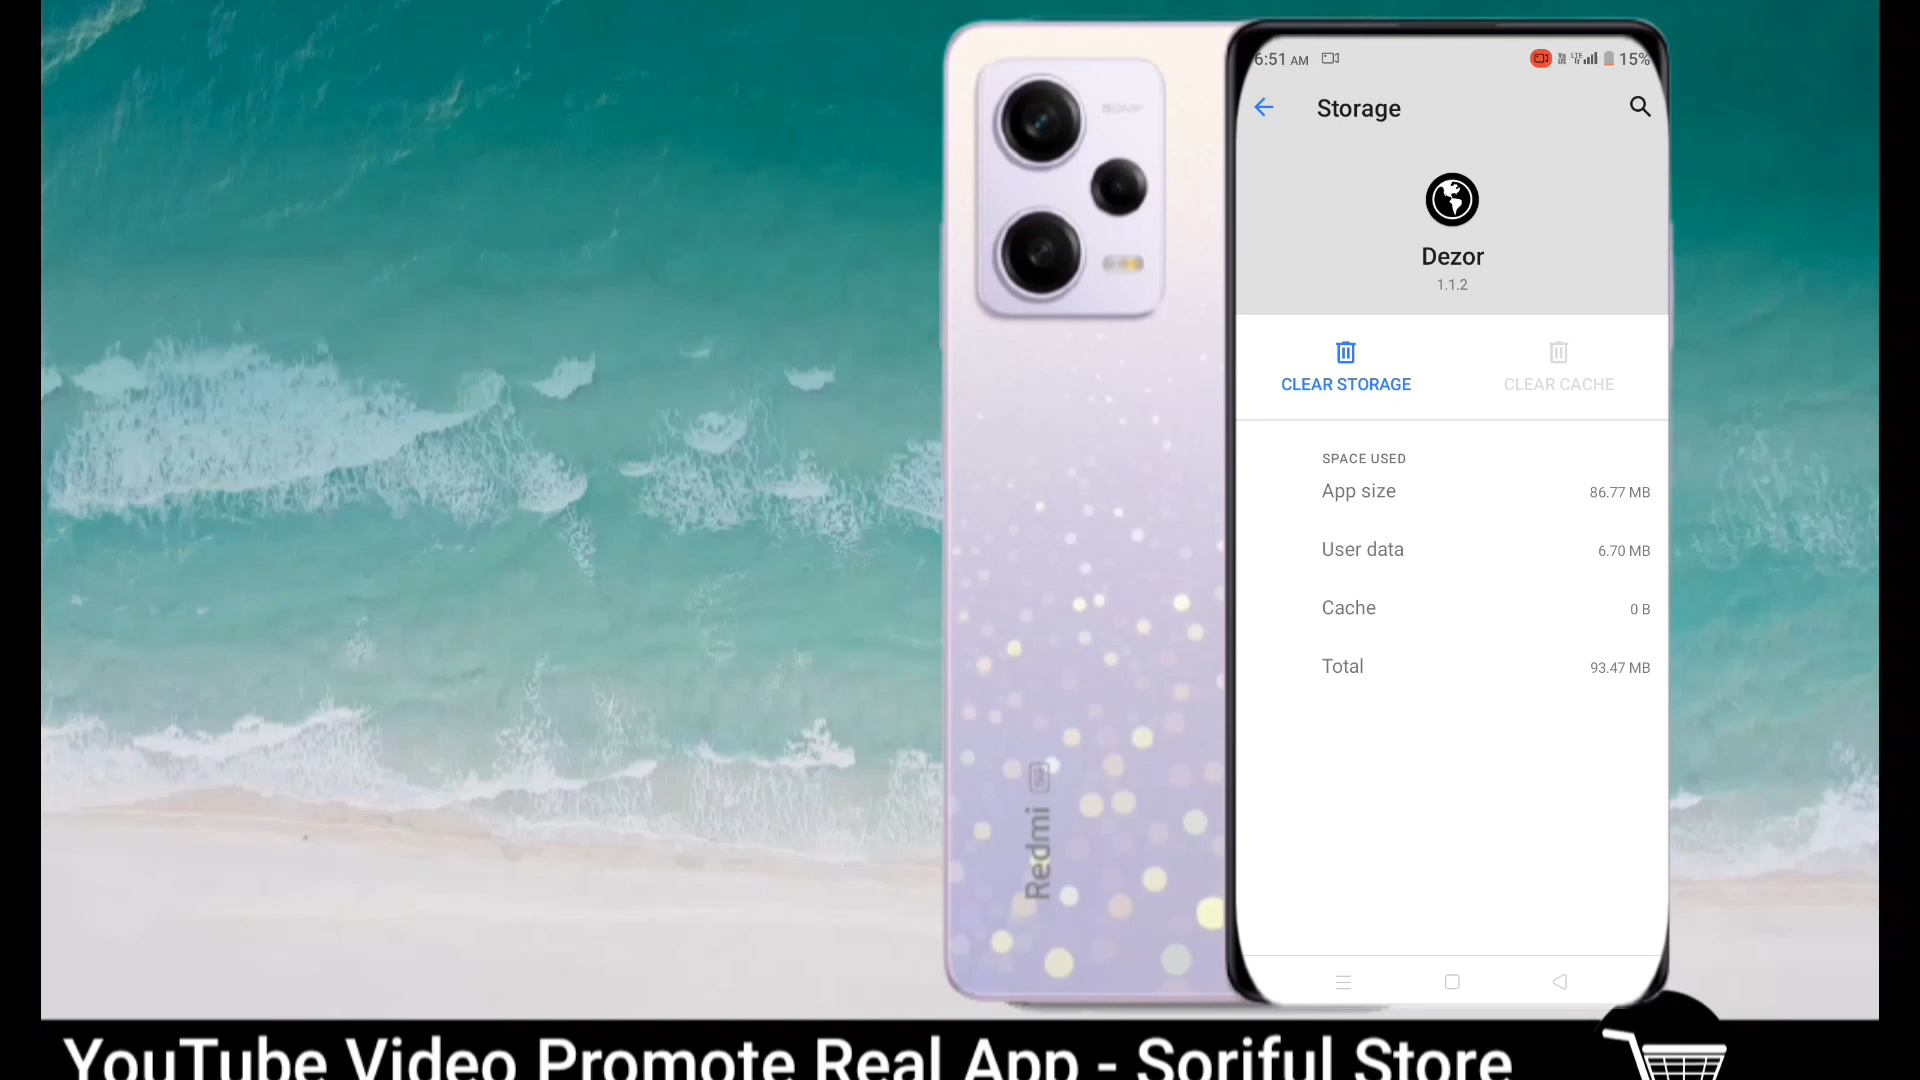 6:51 AM
15%
Storage
Dezor
1.1.2
CLEAR STORAGE
CLEAR CACHE
SPACE USED
App size
86.77 MB
User data
6.70 MB
Cache
0 B
Total
93.47 MB
50MP
Redmi 5G
YouTube Video Promote Real App - Soriful Store